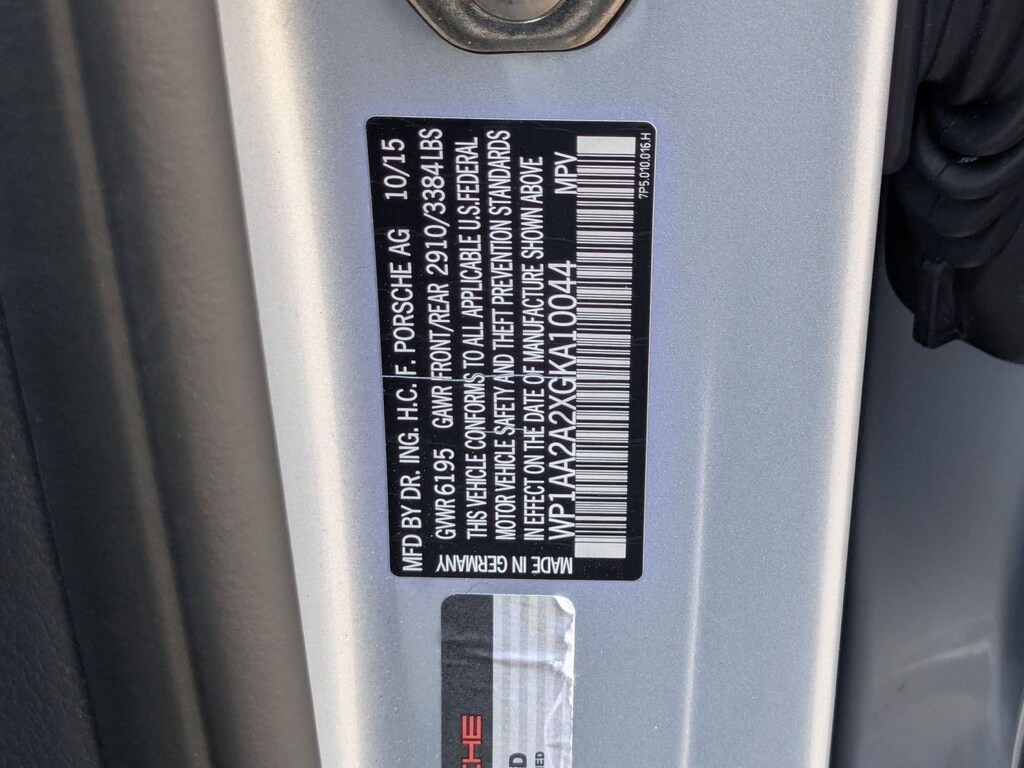 MFD BY DR. ING. H.C. F. PORSCHE AG 10/15
GVWR 6195 GAWR FRONT/REAR 2910/3384LBS
THIS VEHICLE CONFORMS TO ALL APPLICABLE U.S.FEDERAL
MOTOR VEHICLE SAFETY AND THEFT PREVENTION STANDARDS
IN EFFECT ON THE DATE OF MANUFACTURE SHOWN ABOVE
WP1AA2A2XGKA10044 MPV
MADE IN GERMANY
7P5.010.016.H